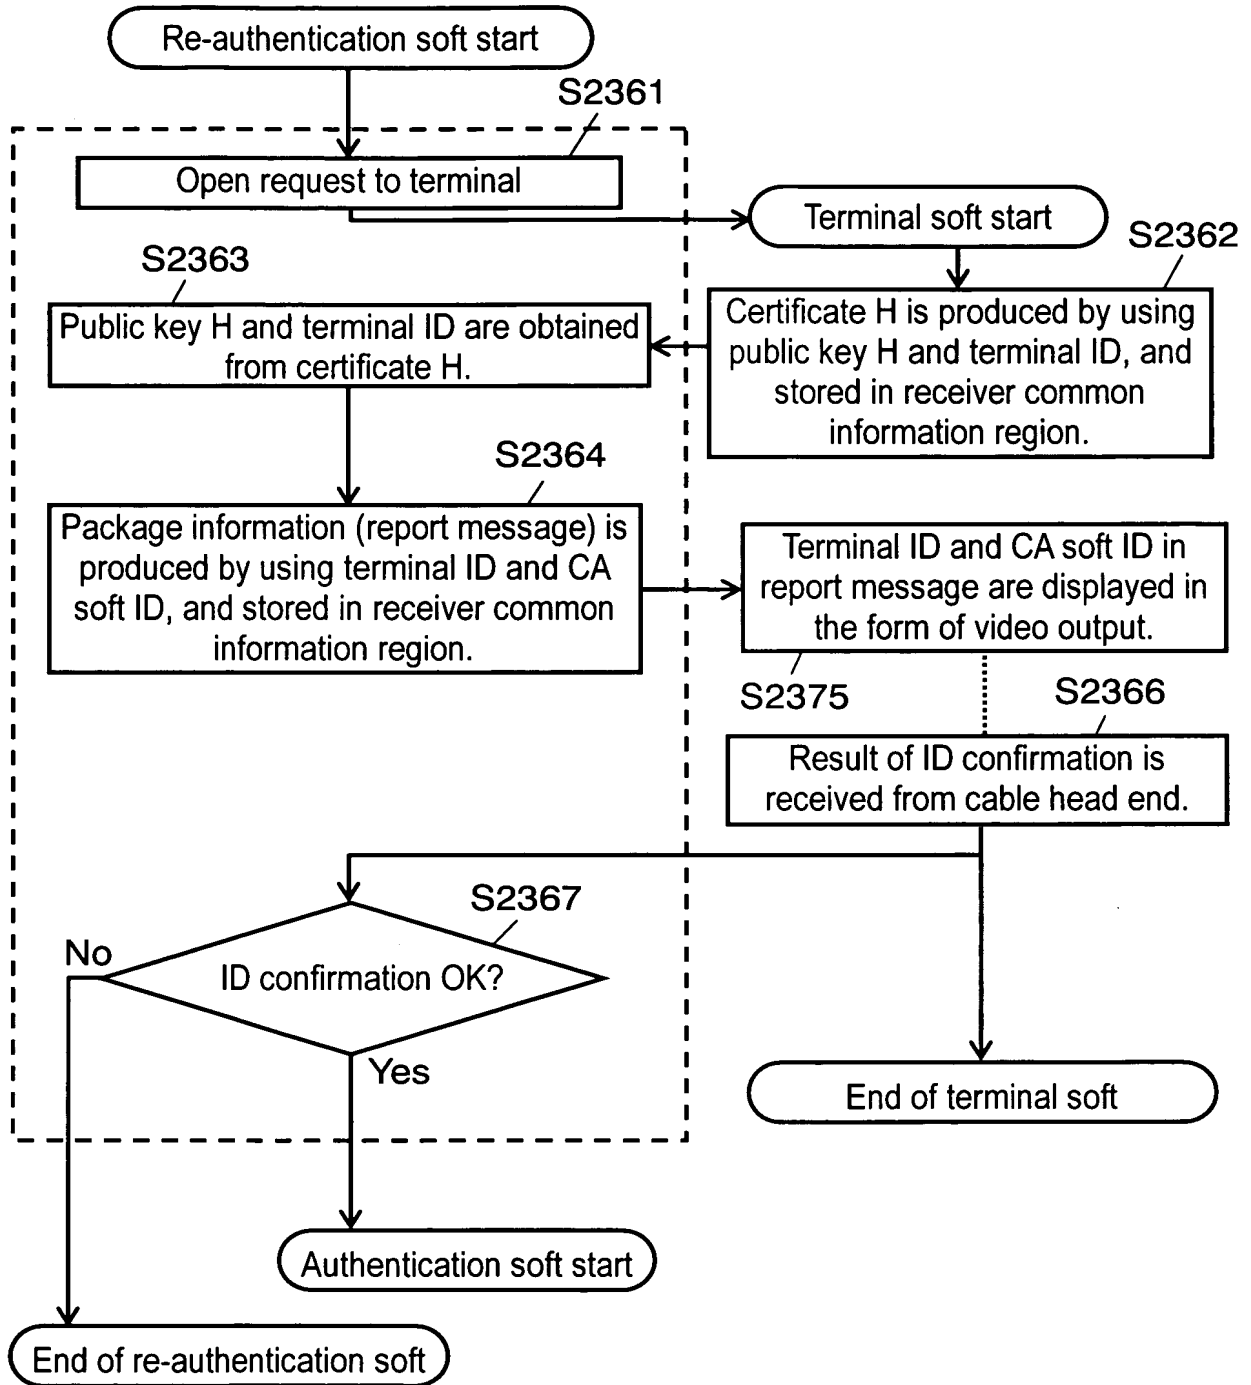 Re-authentication soft start
S2361
Open request to terminal
Terminal soft start
S2362
S2363
Public key H and terminal ID are obtained
from certificate H.
Certificate H is produced by using
public key H and terminal ID, and
stored in receiver common
information region.
S2364
Package information (report message) is
produced by using terminal ID and CA
soft ID, and stored in receiver common
information region.
Terminal ID and CA soft ID in
report message are displayed in
the form of video output.
S2375
S2366
Result of ID confirmation is
received from cable head end.
S2367
No
ID confirmation OK?
Yes
End of terminal soft
Authentication soft start
End of re-authentication soft